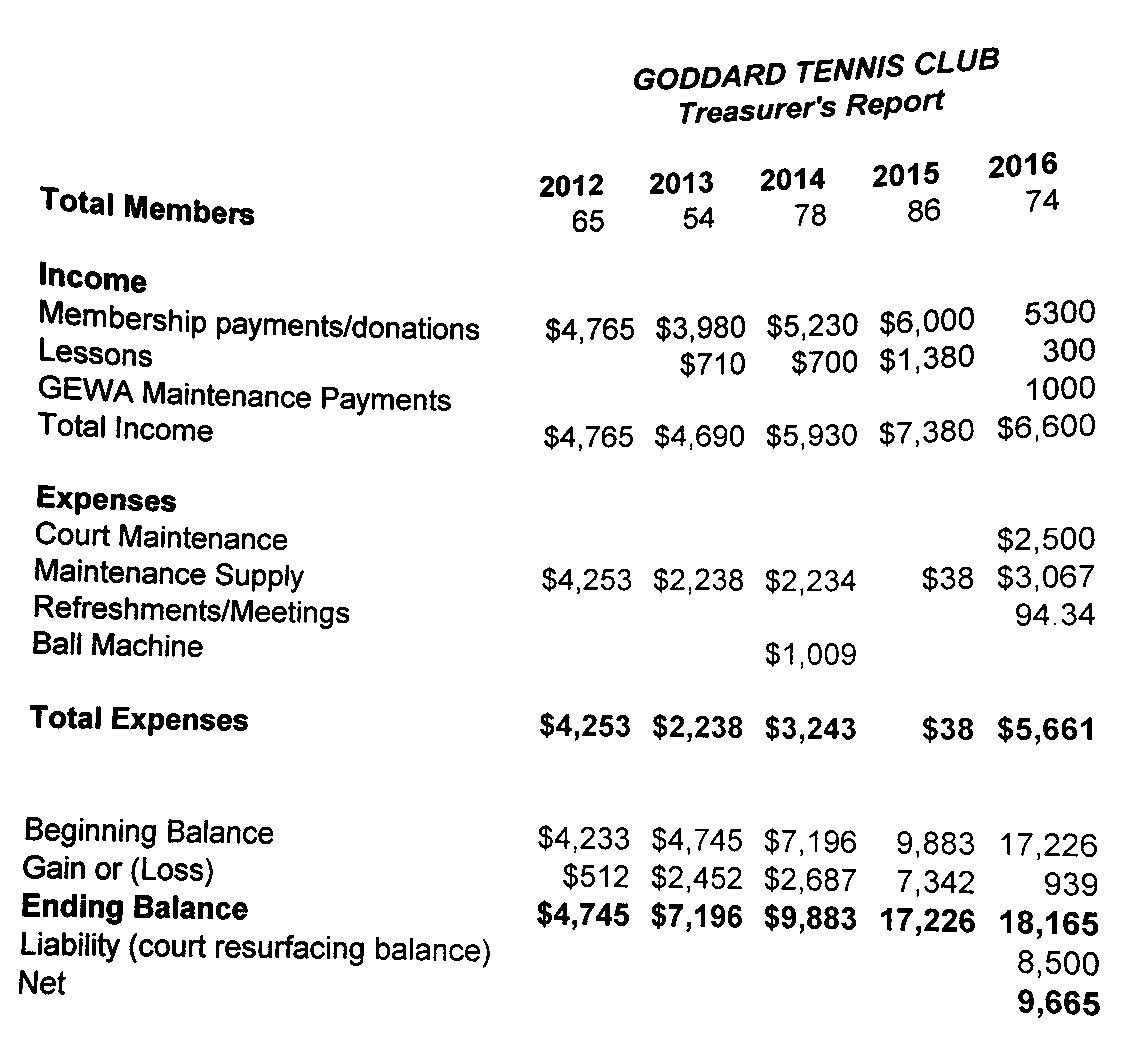 GODDARD TENNIS CLUB
Treasurer's Report
2012 2013 2014 2015 2016
Total Members 65 54 78 86 74
Income
Membership payments/donations $4,765 $3,980 $5,230 $6,000 5300
Lessons $710 $700 $1,380 300
GEWA Maintenance Payments 1000
Total Income $4,765 $4,690 $5,930 $7,380 $6,600
Expenses
Court Maintenance $2,500
Maintenance Supply $4,253 $2,238 $2,234 $38 $3,067
Refreshments/Meetings 94.34
Ball Machine $1,009
Total Expenses $4,253 $2,238 $3,243 $38 $5,661
Beginning Balance $4,233 $4,745 $7,196 9,883 17,226
Gain or (Loss) $512 $2,452 $2,687 7,342 939
Ending Balance $4,745 $7,196 $9,883 17,226 18,165
Liability (court resurfacing balance) 8,500
Net 9,665